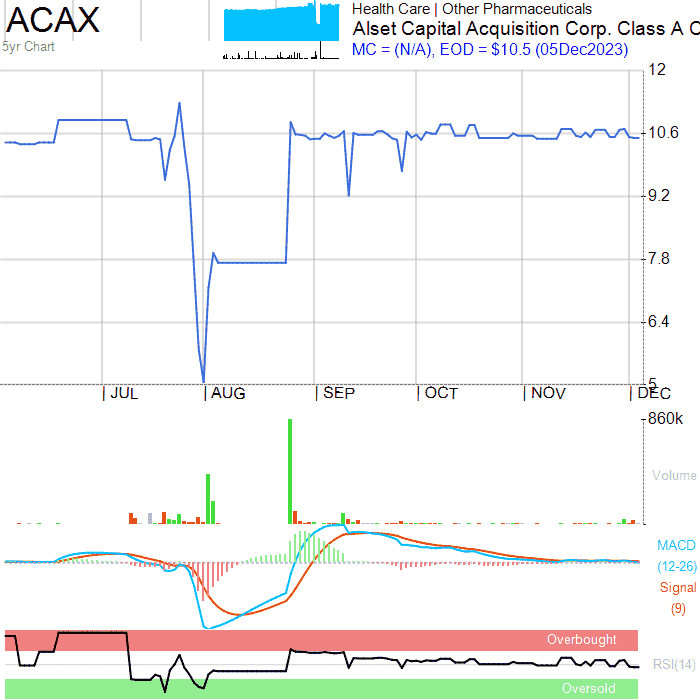 ACAX
5yr Chart
Health Care | Other Pharmaceuticals
Alset Capital Acquisition Corp. Class A C
MC = (N/A), EOD = $10.5 (05Dec2023)
12
10.6
9.2
7.8
6.4
5
| JUL
| AUG
| SEP
| OCT
| NOV
| DEC
860k
Volume
MACD
(12-26)
Signal
(9)
Overbought
RSI(14)
Oversold